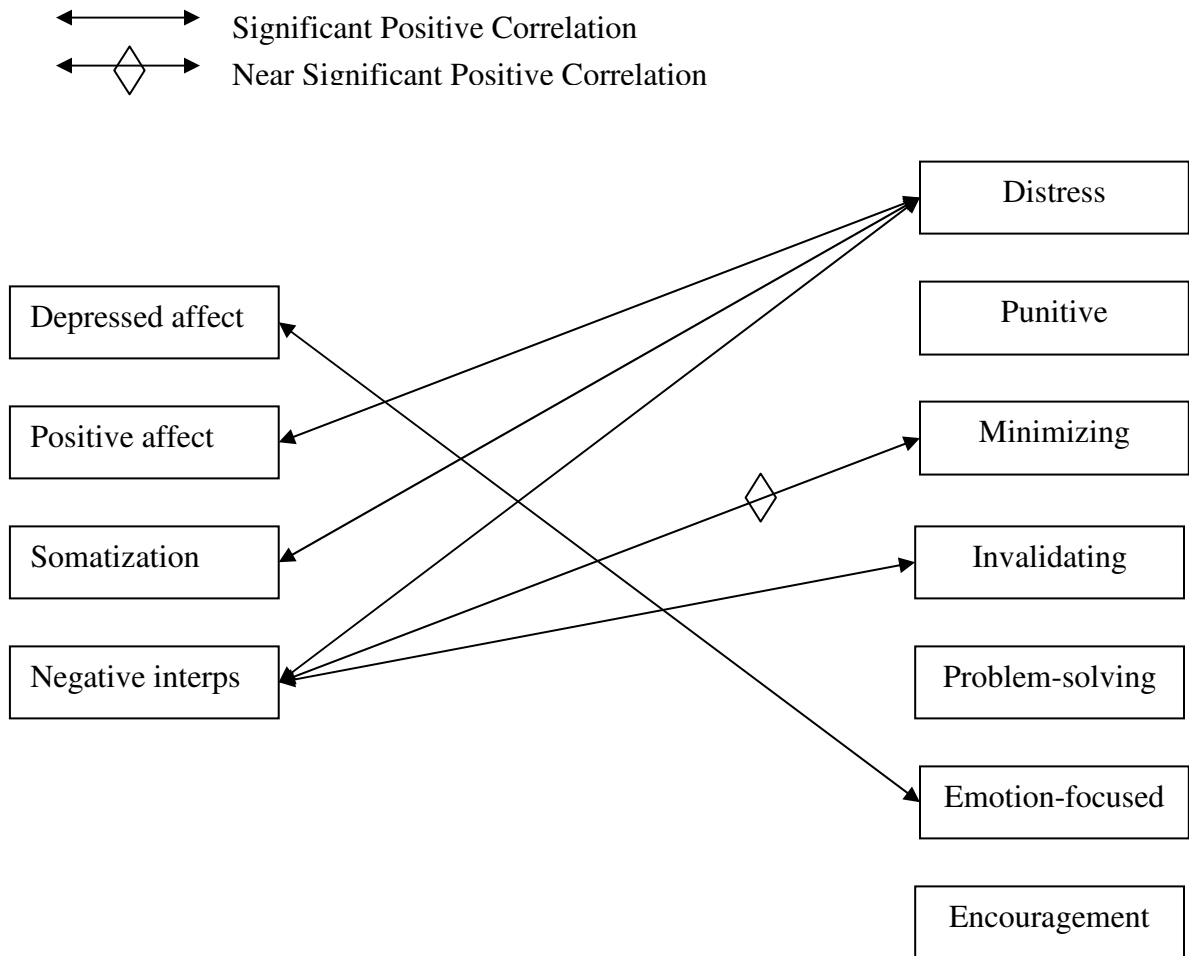 Significant Positive Correlation
Near Significant Positive Correlation
Distress
Depressed affect
Punitive
Positive affect
Minimizing
Somatization
Invalidating
Negative interps
Problem-solving
Emotion-focused
Encouragement